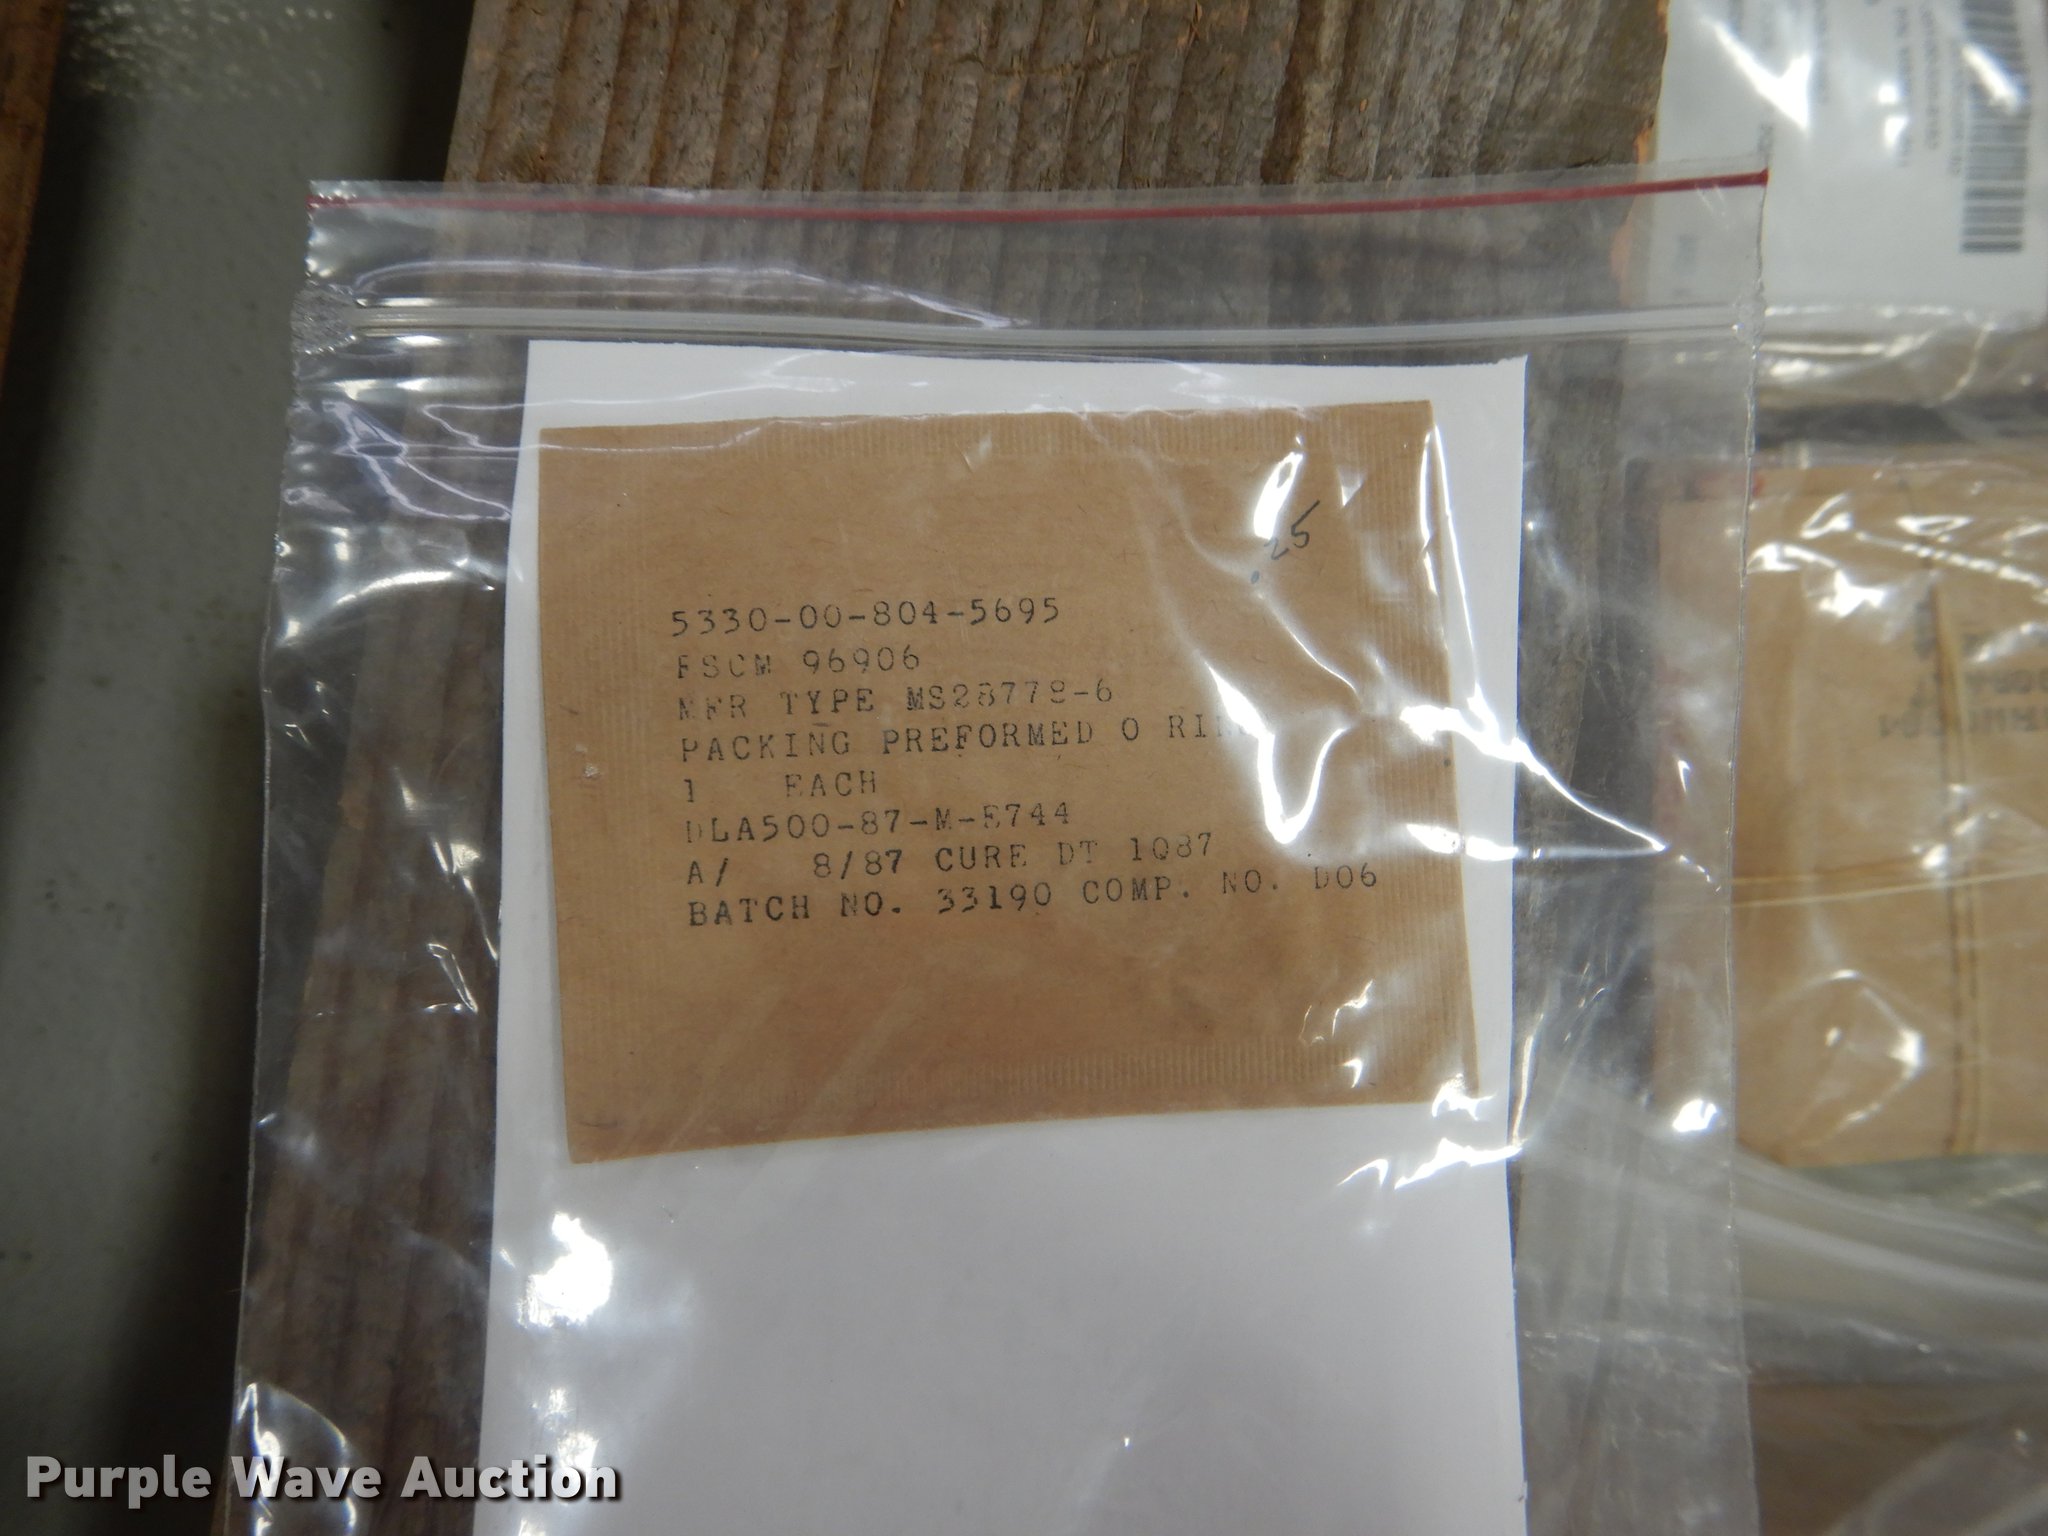 .25
5330-00-804-5695
FSCM 96906
MFR TYPE MS28778-6
PACKING PREFORMED O RING
1 EACH
DLA500-87-M-E744
A/ 8/87 CURE DT 1Q87
BATCH NO. 33190 COMP. NO. D06
Purple Wave Auction